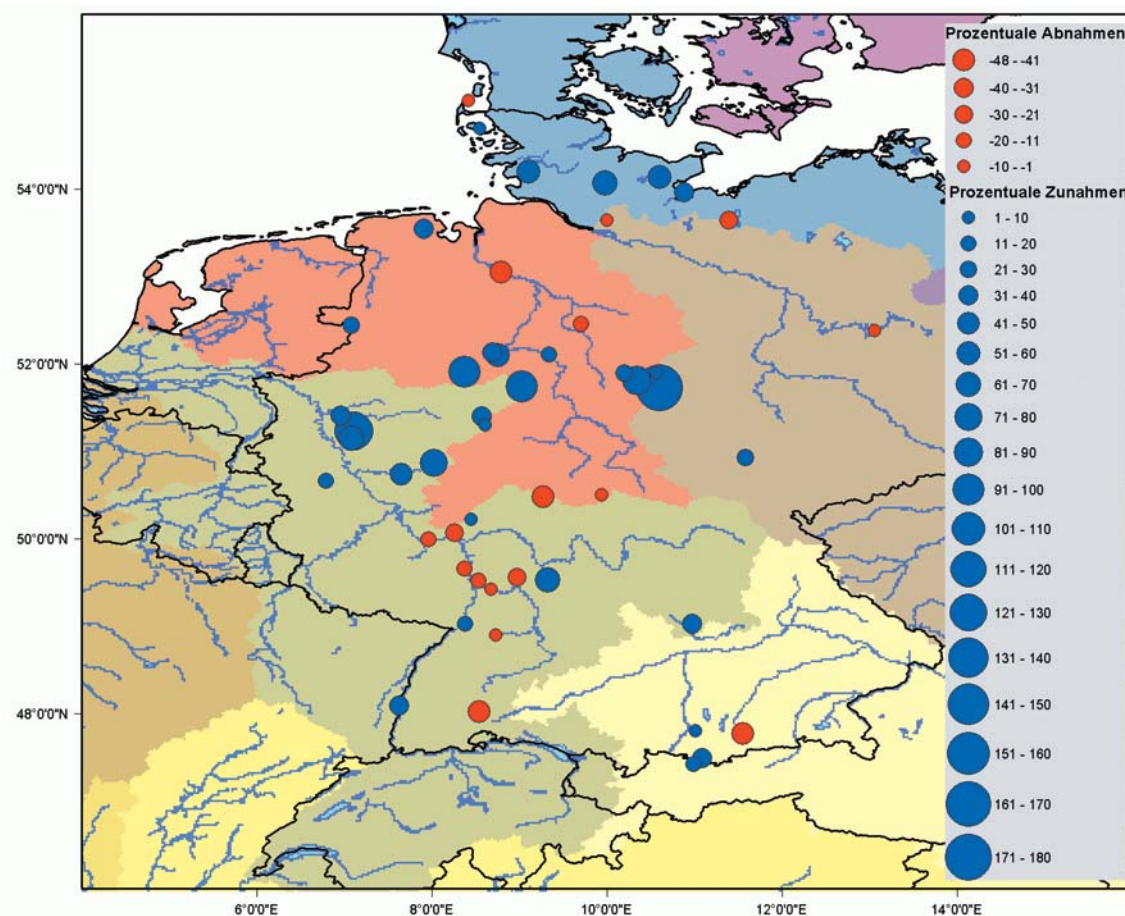 Prozentuale Abnahmen
-48 - -41
-40 - -31
-30 - -21
-20 - -11
-10 - -1
Prozentuale Zunahmen
1 - 10
11 - 20
21 - 30
31 - 40
41 - 50
51 - 60
61 - 70
71 - 80
81 - 90
91 - 100
101 - 110
111 - 120
121 - 130
131 - 140
141 - 150
151 - 160
161 - 170
171 - 180
54°0'0"N
52°0'0"N
50°0'0"N
48°0'0"N
6°0'0"E
8°0'0"E
10°0'0"E
12°0'0"E
14°0'0"E